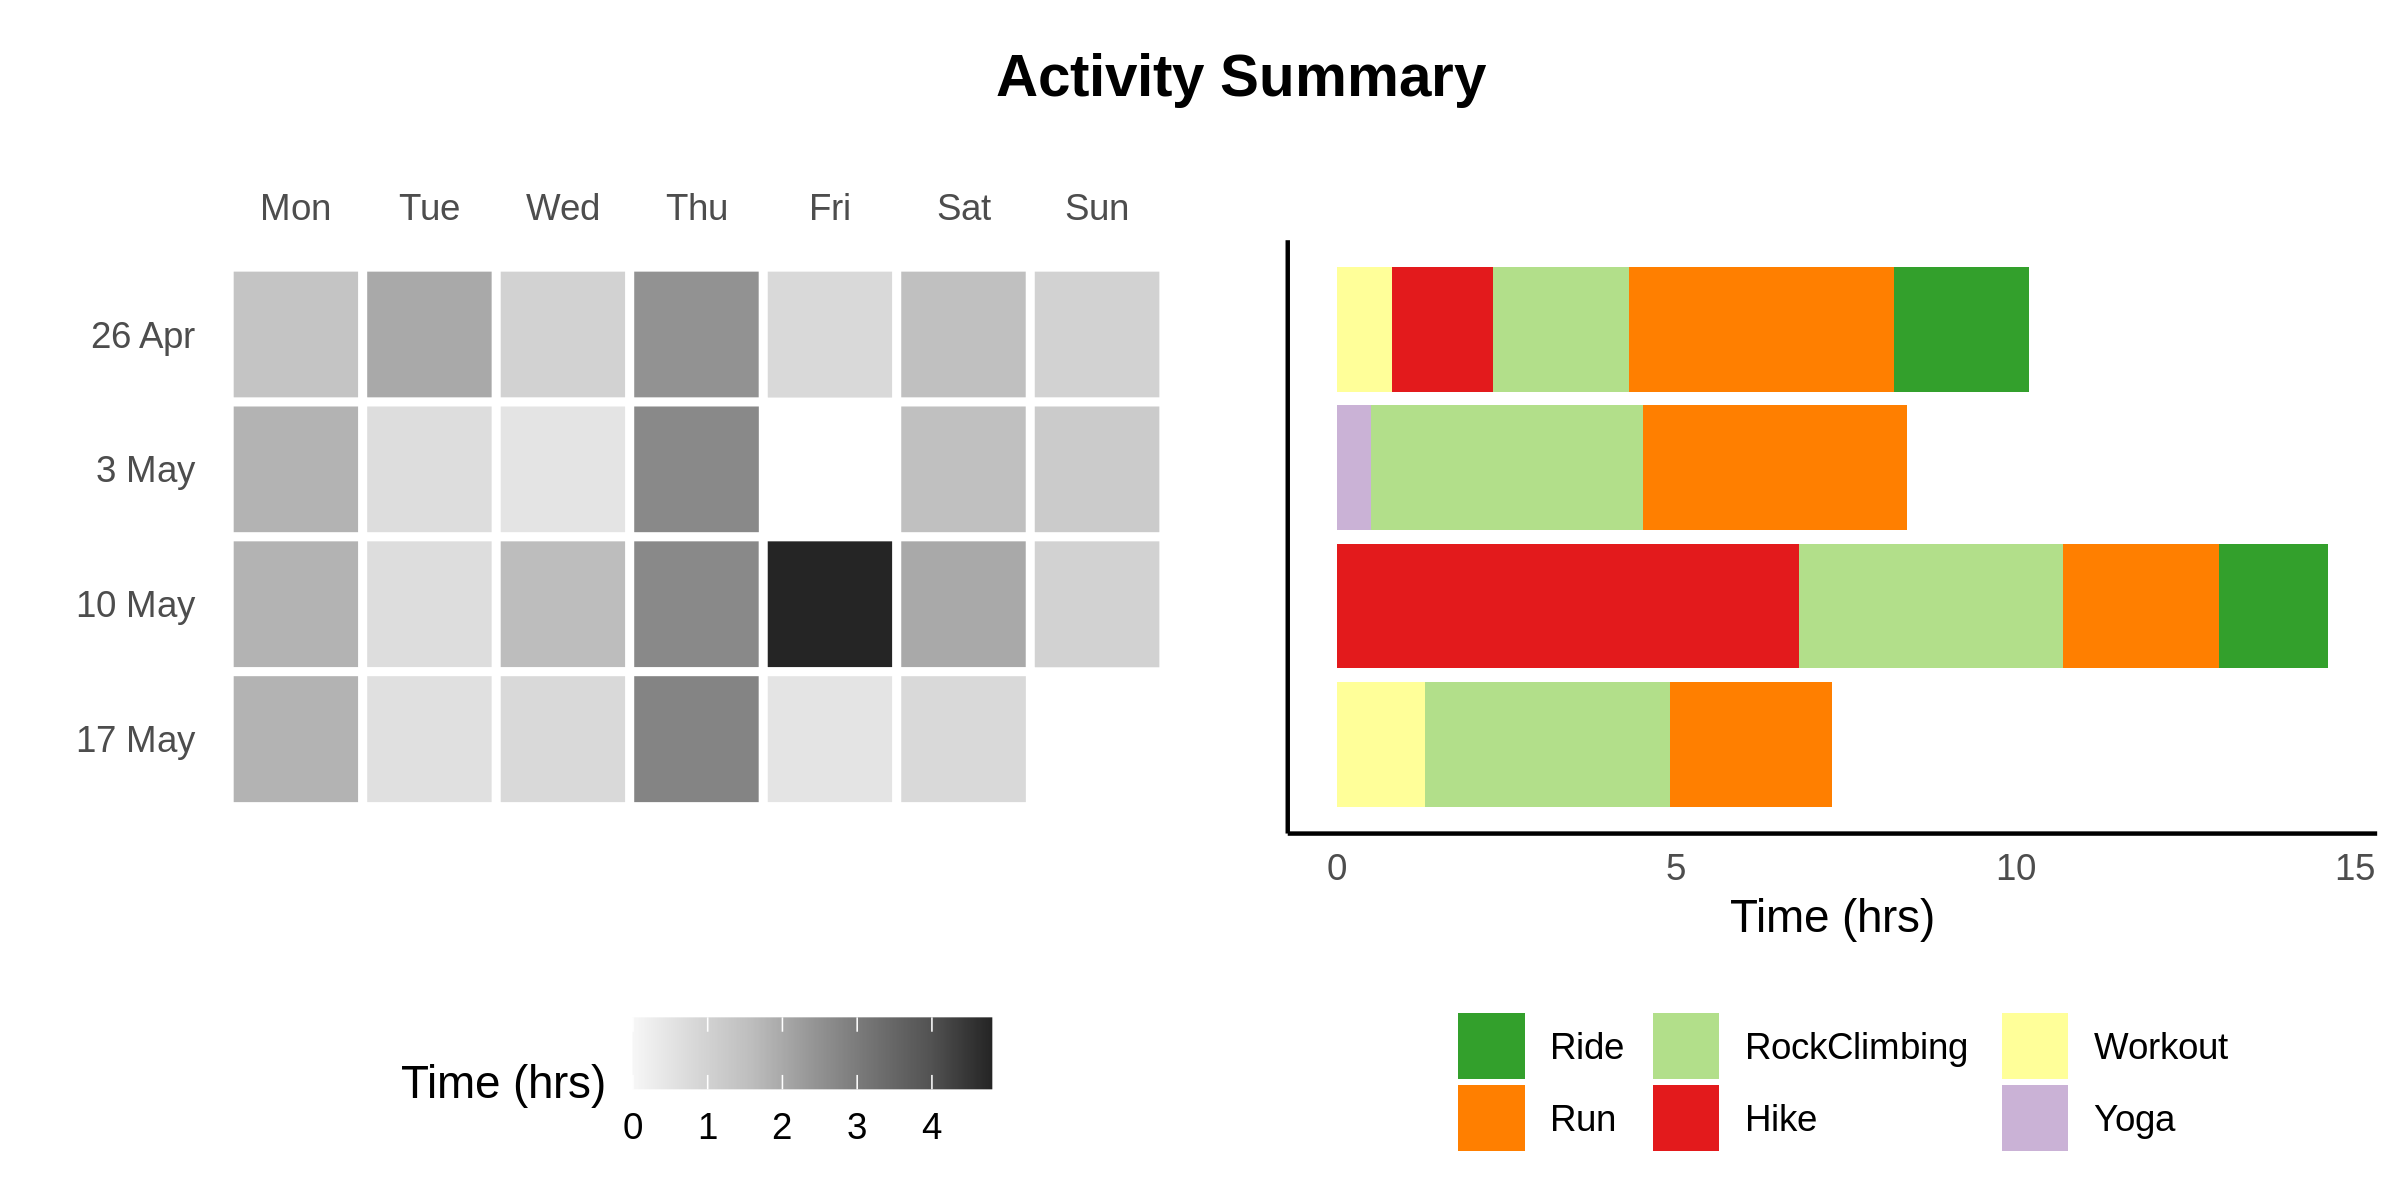 Activity Summary
Mon Tue Wed Thu Fri Sat Sun
26 Apr
3 May
10 May
17 May
0 5 10 15
Time (hrs)
Time (hrs)
0 1 2 3 4
Ride RockClimbing Workout
Run Hike Yoga